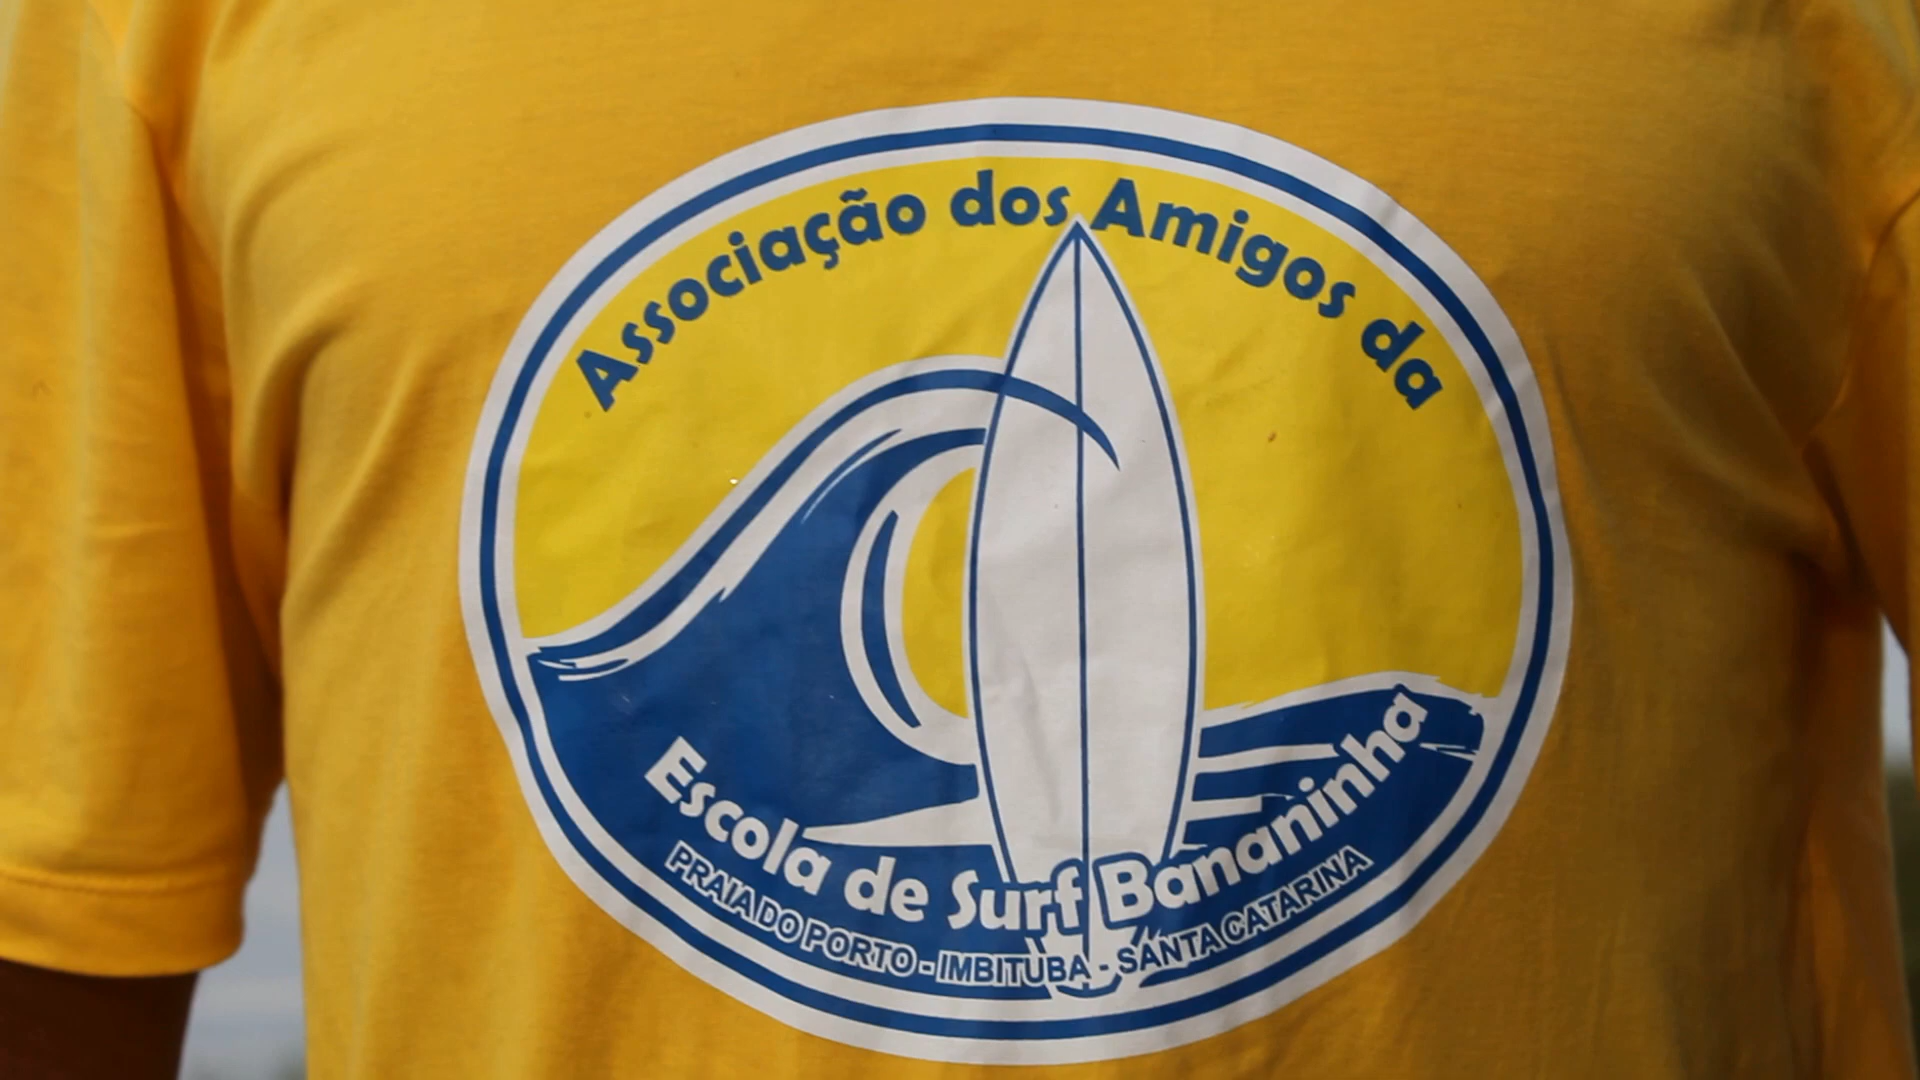 Associação dos Amigos da
Escola de Surf Bananinha
PRAIA DO PORTO - IMBITUBA - SANTA CATARINA